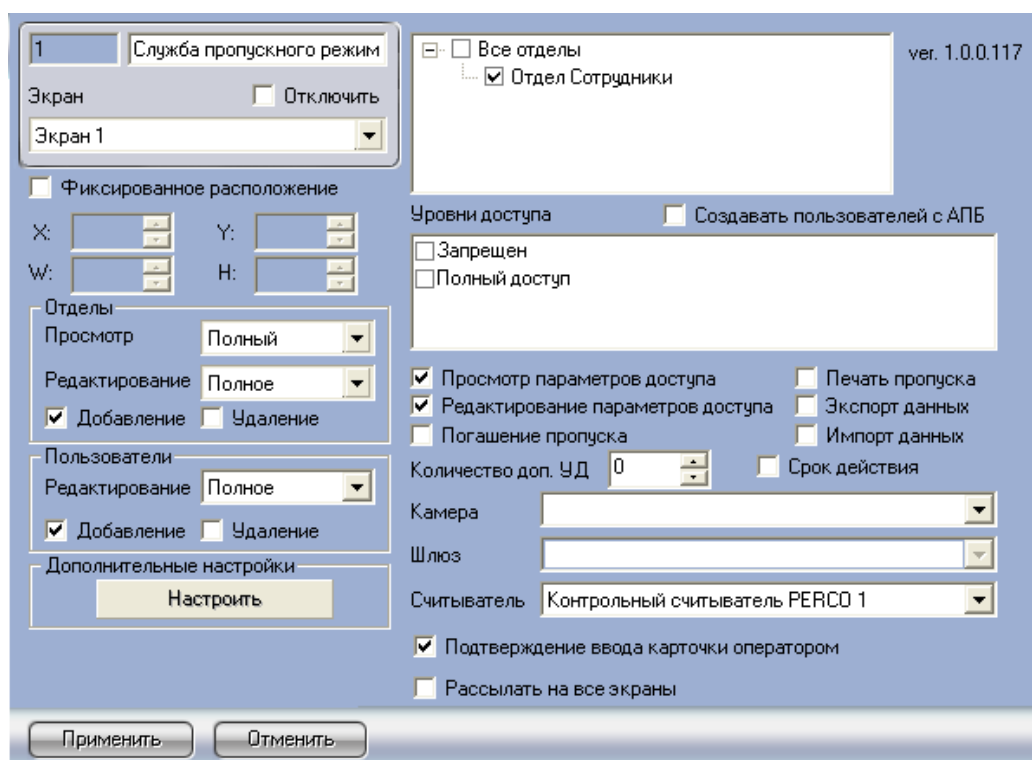 1
Служба пропускного режим
Экран
Отключить
Экран 1
Фиксированное расположение
X:
Y:
W:
H:
Отделы
Просмотр
Полный
Редактирование
Полное
Добавление
Удаление
Пользователи
Редактирование
Полное
Добавление
Удаление
Дополнительные настройки
Настроить
Все отделы
Отдел Сотрудники
ver. 1.0.0.117
Уровни доступа
Создавать пользователей с АПБ
Запрещен
Полный доступ
Просмотр параметров доступа
Печать пропуска
Редактирование параметров доступа
Экспорт данных
Погашение пропуска
Импорт данных
Количество доп. УД
0
Срок действия
Камера
Шлюз
Считыватель
Контрольный считыватель PERCO 1
Подтверждение ввода карточки оператором
Рассылать на все экраны
Применить
Отменить